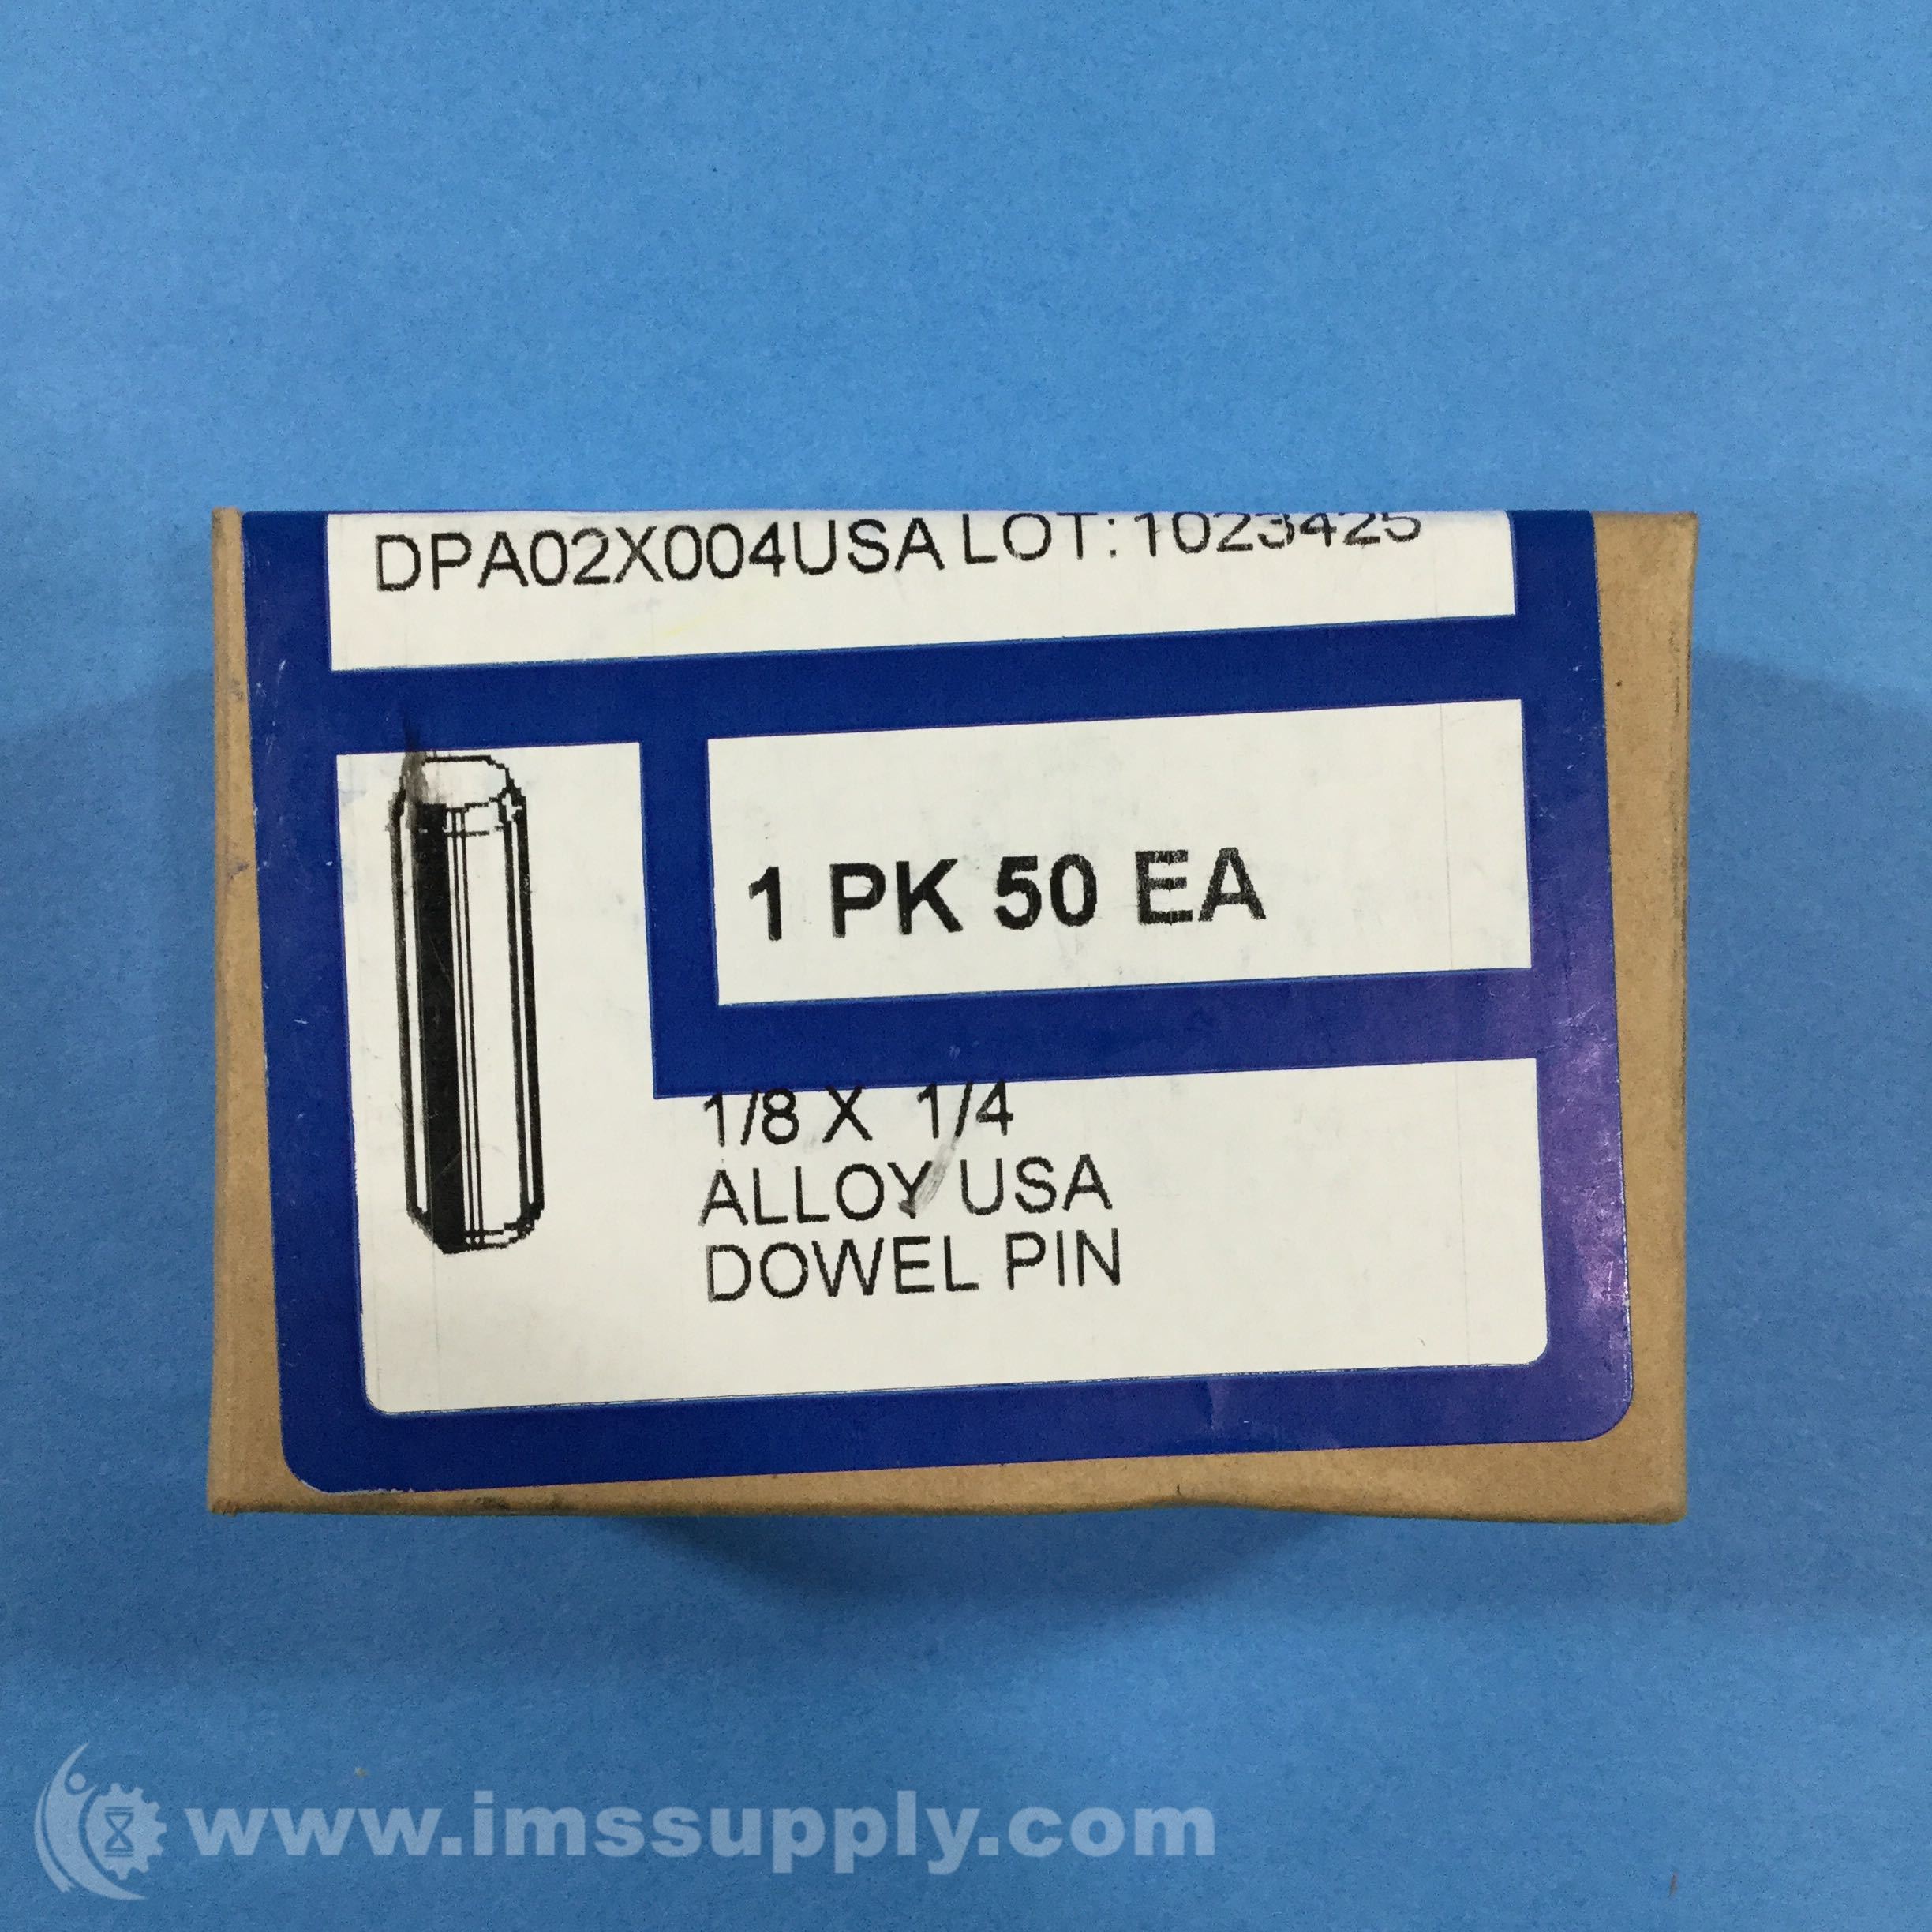 DPA02X004USA LOT:1023425
1 PK 50 EA
1/8 X 1/4
ALLOY USA
DOWEL PIN
www.imssupply.com